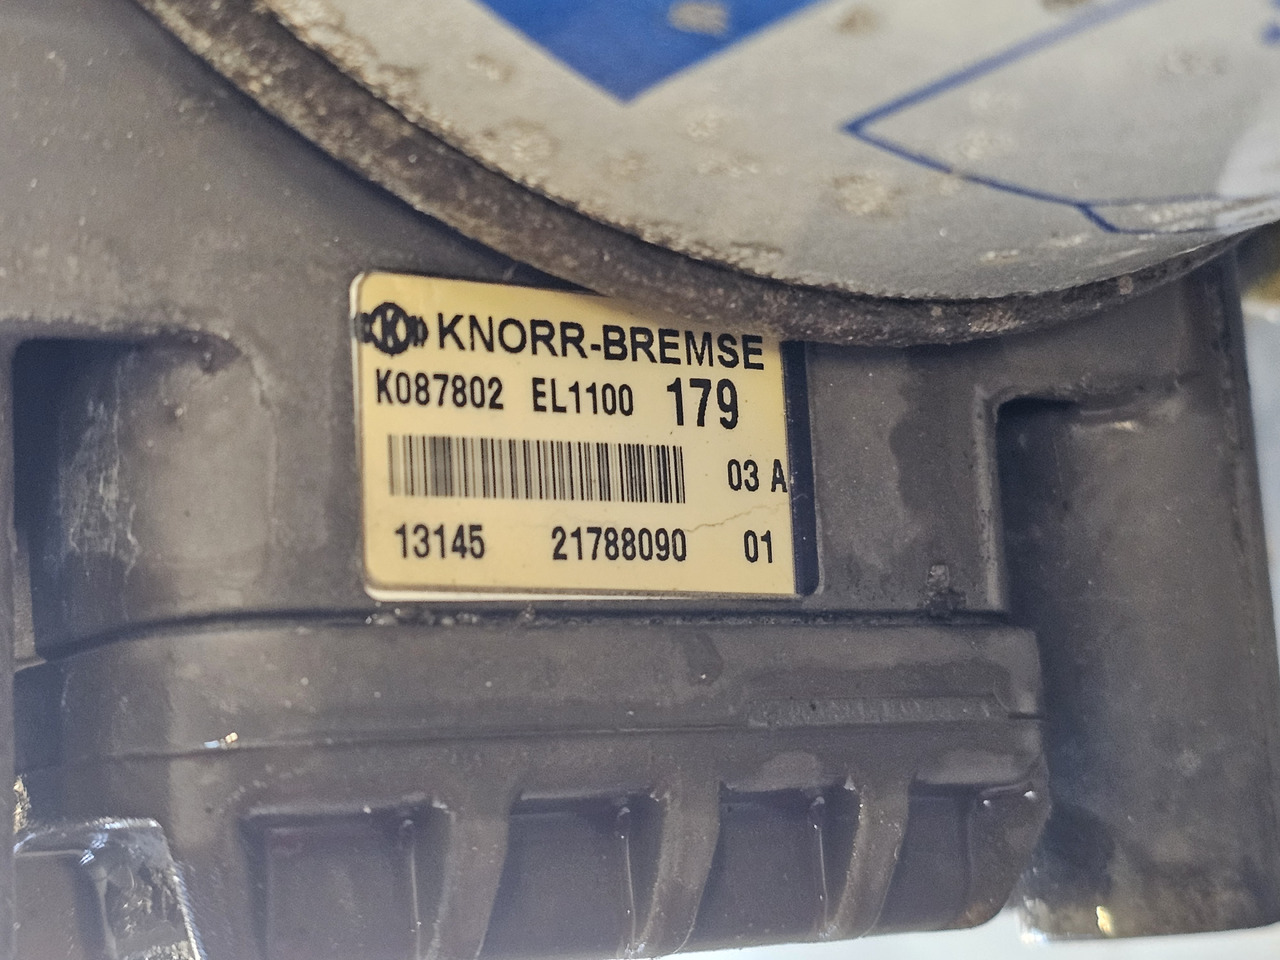 K KNORR-BREMSE
K087802 EL1100 179
03 A
13145 21788090 01